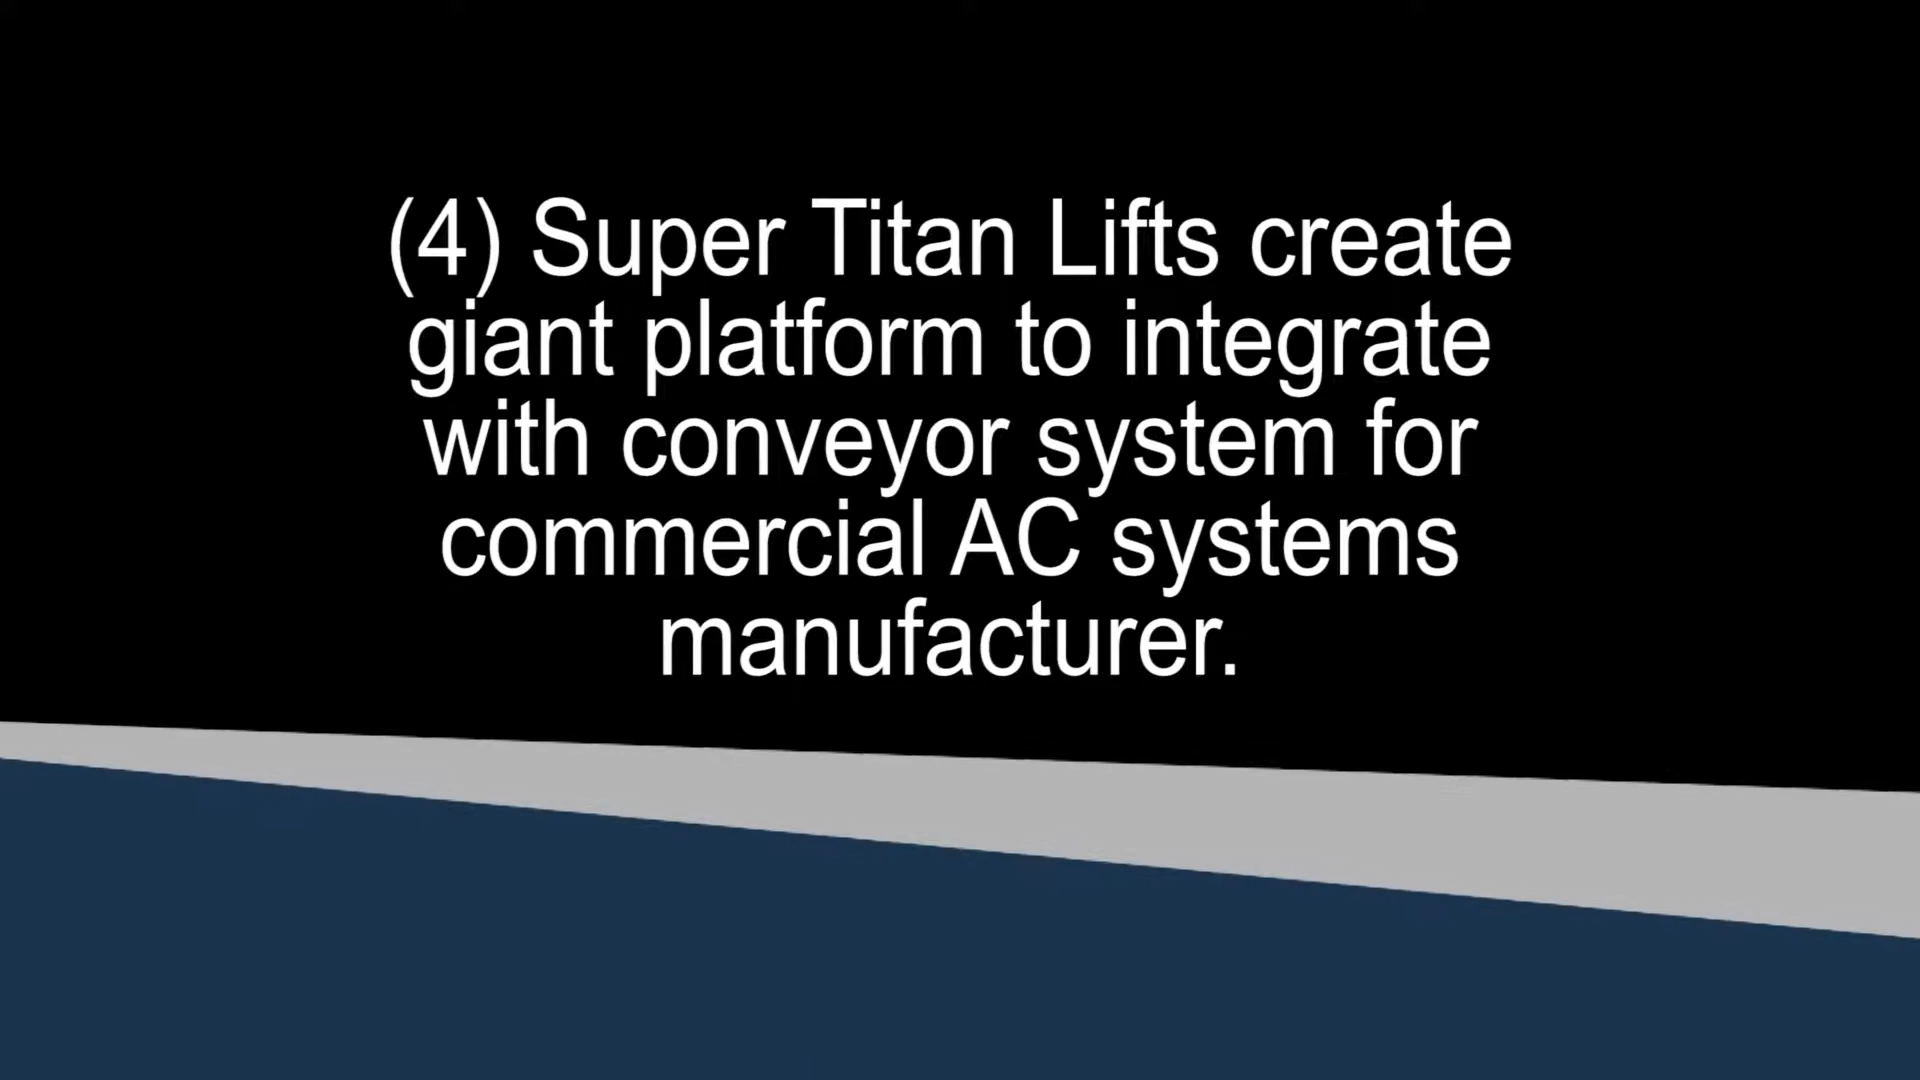 (4) Super Titan Lifts create
giant platform to integrate
with conveyor system for
commercial AC systems
manufacturer.